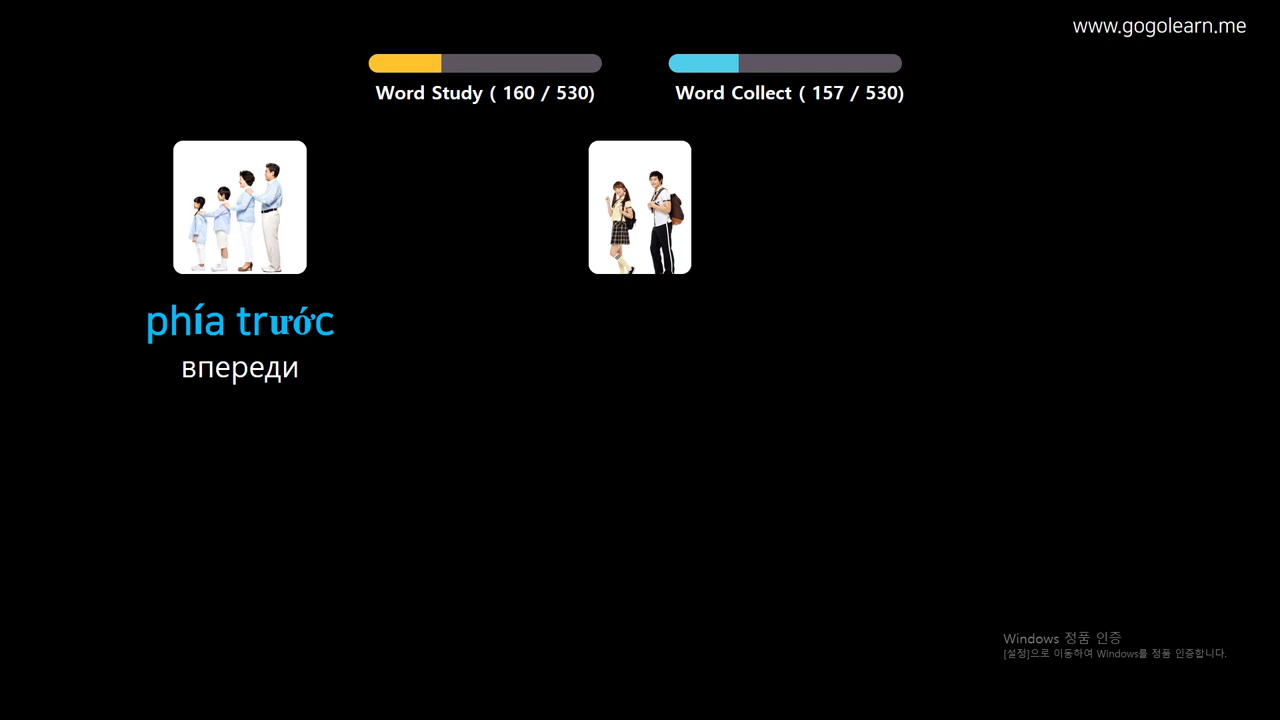 www.gogolearn.me
Word Study ( 160 / 530)
Word Collect ( 157 / 530)
phía trước
впереди
Windows 정품 인증
[설정]으로 이동하여 Windows를 정품 인증합니다.